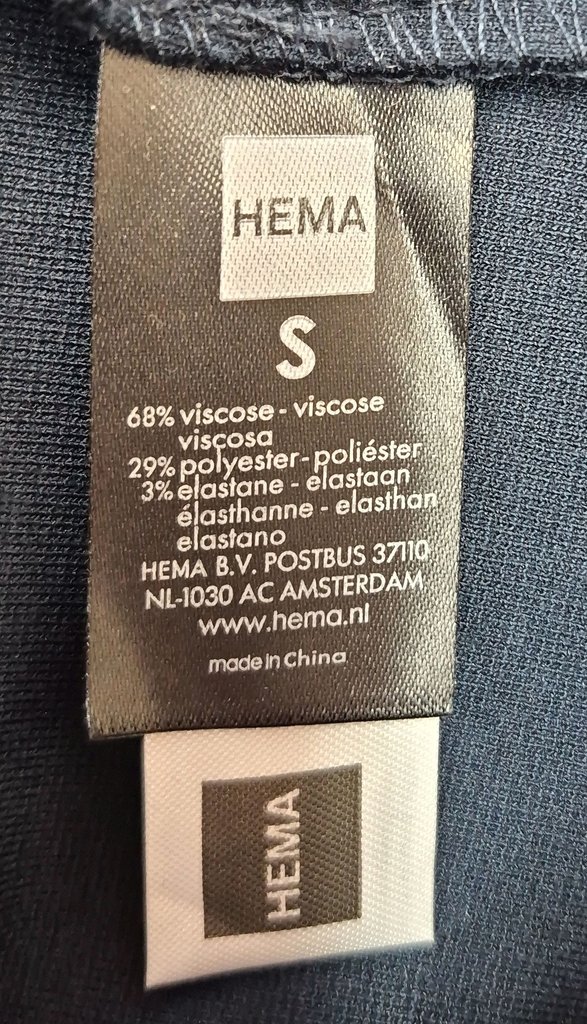 HEMA
S
68% viscose - viscose
viscosa
29% polyester - poliéster
3% elastane - elastaan
élasthanne - elasthan
elastano
HEMA B.V. POSTBUS 37110
NL-1030 AC AMSTERDAM
www.hema.nl
made in China
HEMA